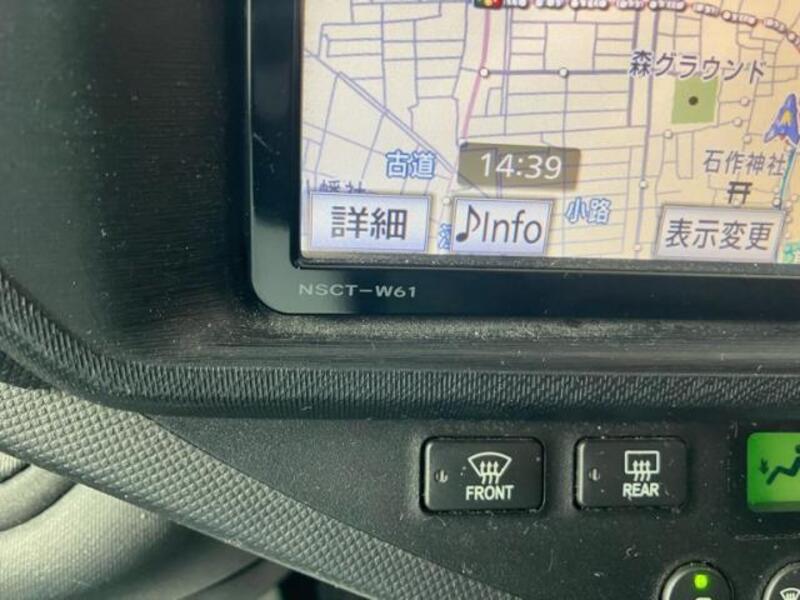 森グラウンド
古道
14:39
石作神社
詳細
♪Info
小路
表示変更
NSCT-W61
FRONT
REAR